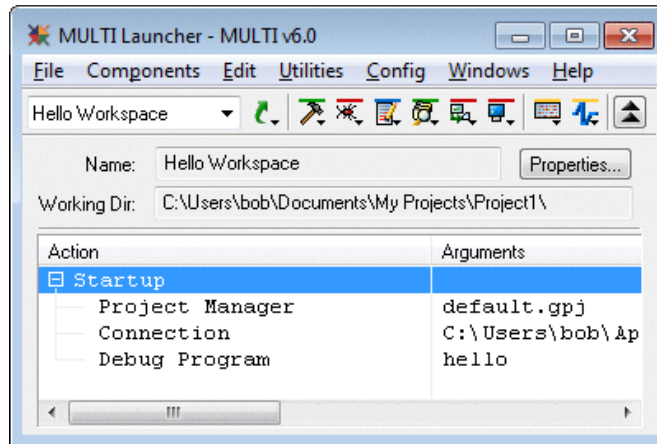 MULTI Launcher - MULTI v6.0
File Components Edit Utilities Config Windows Help
Hello Workspace
Name: Hello Workspace Properties...
Working Dir: C:\Users\bob\Documents\My Projects\Project1\
Action Arguments
Startup
Project Manager default.gpj
Connection C:\Users\bob\Ap
Debug Program hello